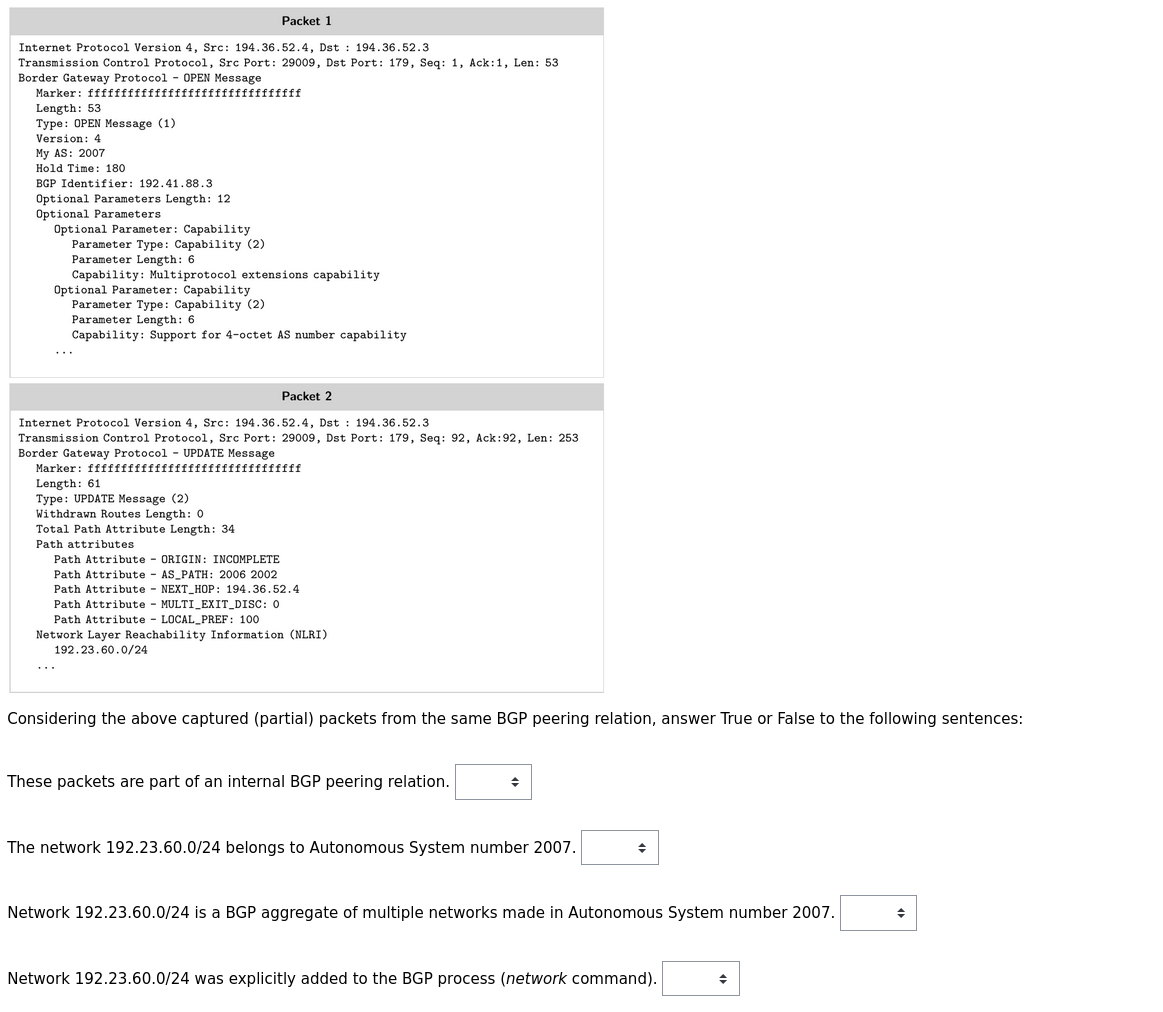 Packet 1
Internet Protocol Version 4, Src: 194.36.52.4, Dst : 194.36.52.3
Transmission Control Protocol, Src Port: 29009, Dst Port: 179, Seq: 1, Ack:1, Len: 53
Border Gateway Protocol - OPEN Message
Marker: ffffffffffffffffffffffffffffffff
Length: 53
Type: OPEN Message (1)
Version: 4
My AS: 2007
Hold Time: 180
BGP Identifier: 192.41.88.3
Optional Parameters Length: 12
Optional Parameters
Optional Parameter: Capability
Parameter Type: Capability (2)
Parameter Length: 6
Capability: Multiprotocol extensions capability
Optional Parameter: Capability
Parameter Type: Capability (2)
Parameter Length: 6
Capability: Support for 4-octet AS number capability
...
Packet 2
Internet Protocol Version 4, Src: 194.36.52.4, Dst : 194.36.52.3
Transmission Control Protocol, Src Port: 29009, Dst Port: 179, Seq: 92, Ack:92, Len: 253
Border Gateway Protocol - UPDATE Message
Marker: ffffffffffffffffffffffffffffffff
Length: 61
Type: UPDATE Message (2)
Withdrawn Routes Length: 0
Total Path Attribute Length: 34
Path attributes
Path Attribute - ORIGIN: INCOMPLETE
Path Attribute - AS_PATH: 2006 2002
Path Attribute - NEXT_HOP: 194.36.52.4
Path Attribute - MULTI_EXIT_DISC: 0
Path Attribute - LOCAL_PREF: 100
Network Layer Reachability Information (NLRI)
192.23.60.0/24
...
Considering the above captured (partial) packets from the same BGP peering relation, answer True or False to the following sentences:
These packets are part of an internal BGP peering relation.
The network 192.23.60.0/24 belongs to Autonomous System number 2007.
Network 192.23.60.0/24 is a BGP aggregate of multiple networks made in Autonomous System number 2007.
Network 192.23.60.0/24 was explicitly added to the BGP process (network command).